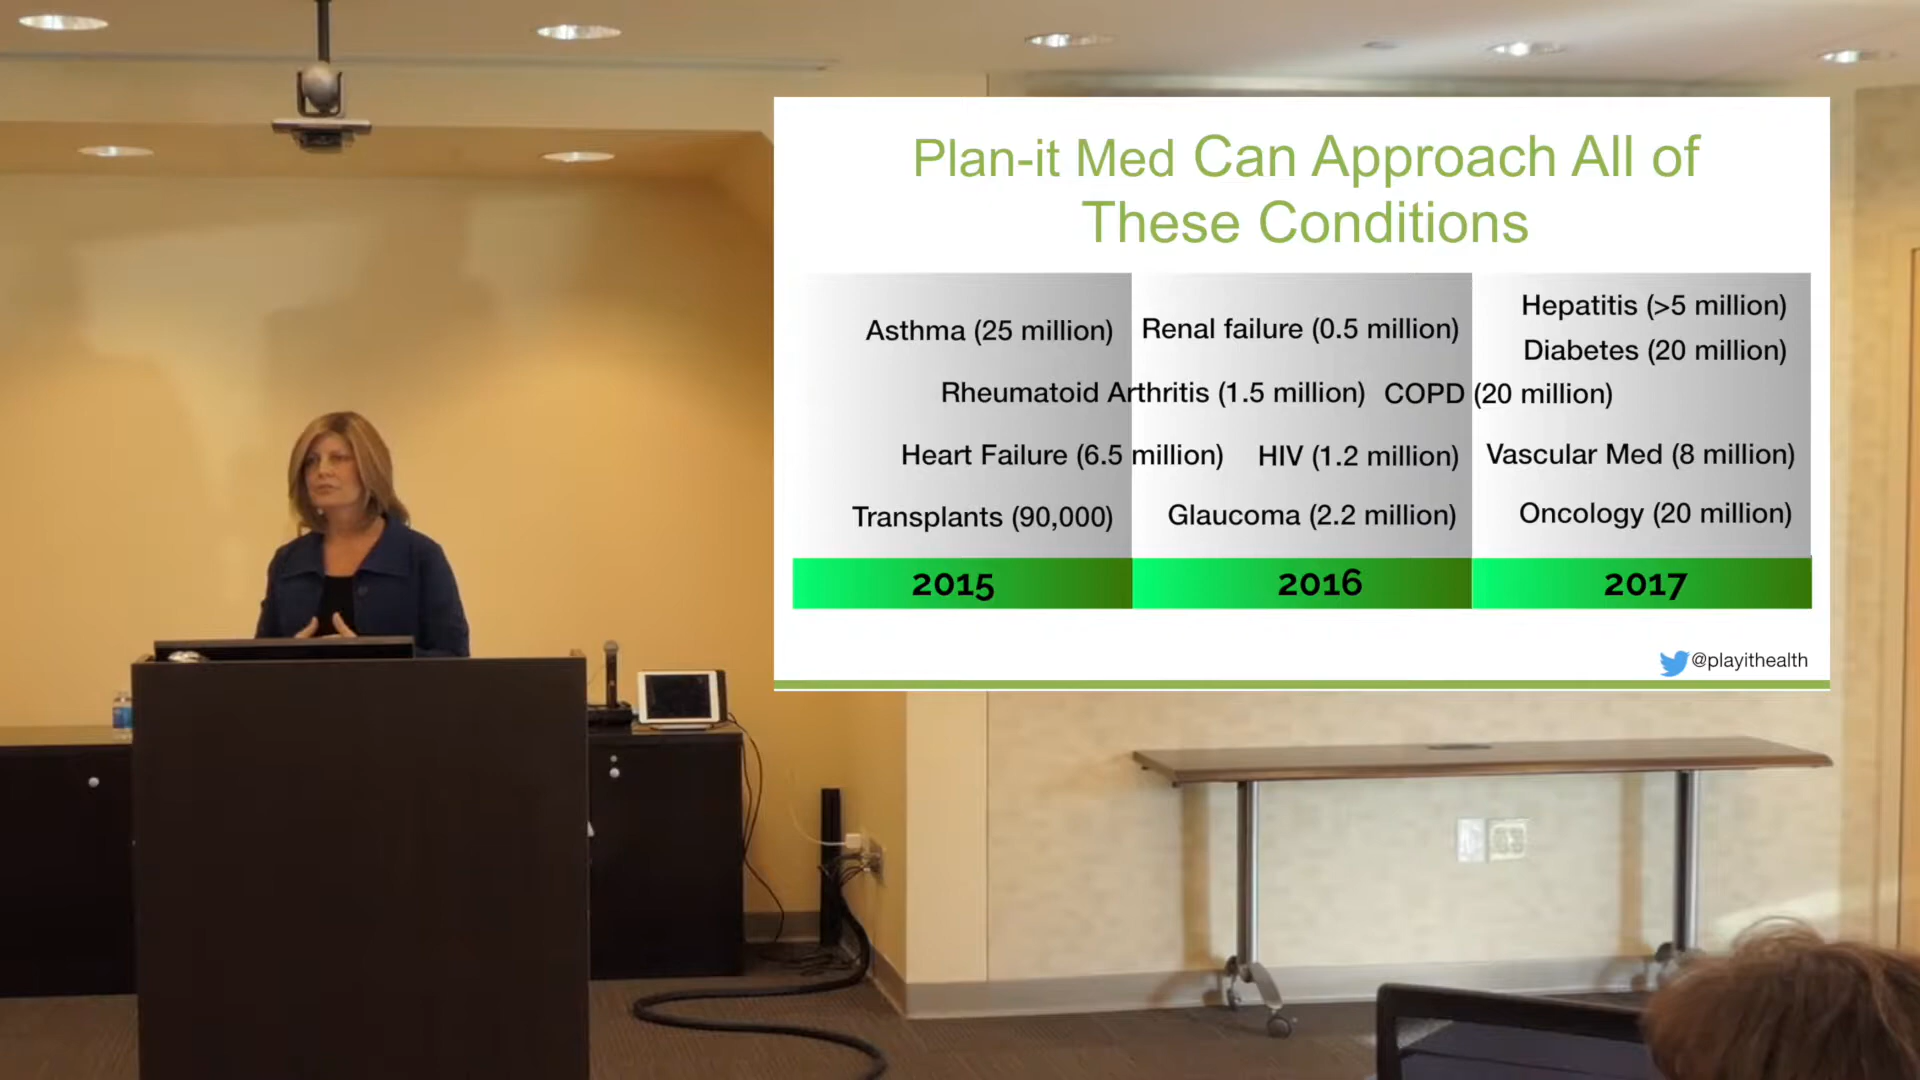 Plan-it Med Can Approach All of
These Conditions
Asthma (25 million)
Renal failure (0.5 million)
Hepatitis (>5 million)
Diabetes (20 million)
Rheumatoid Arthritis (1.5 million)
COPD (20 million)
Heart Failure (6.5 million)
HIV (1.2 million)
Vascular Med (8 million)
Transplants (90,000)
Glaucoma (2.2 million)
Oncology (20 million)
2015
2016
2017
@playithealth